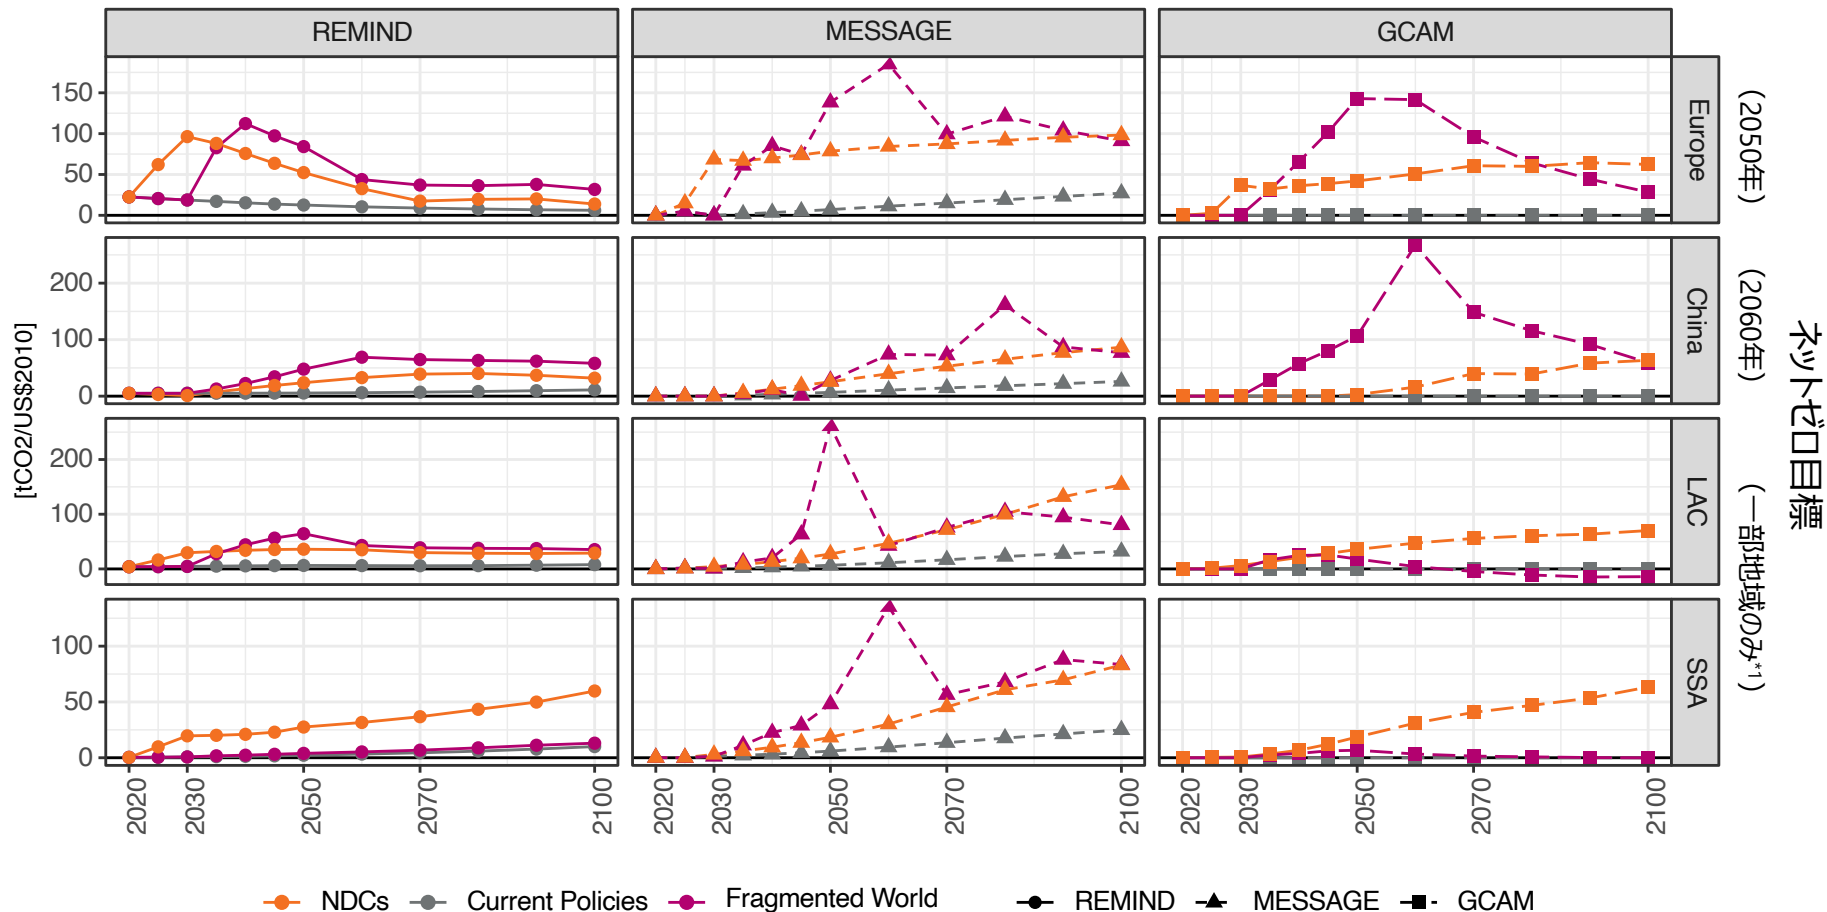 REMIND MESSAGE GCAM
150
100
50
0
Europe
(2050年)
200
100
0
China
(2060年)
200
100
0
LAC
(一部地域のみ*1)
100
50
0
SSA
[tCO2/US$2010]
ネットゼロ目標
2020 2030 2050 2070 2100 2020 2030 2050 2070 2100 2020 2030 2050 2070 2100
NDCs Current Policies Fragmented World REMIND MESSAGE GCAM